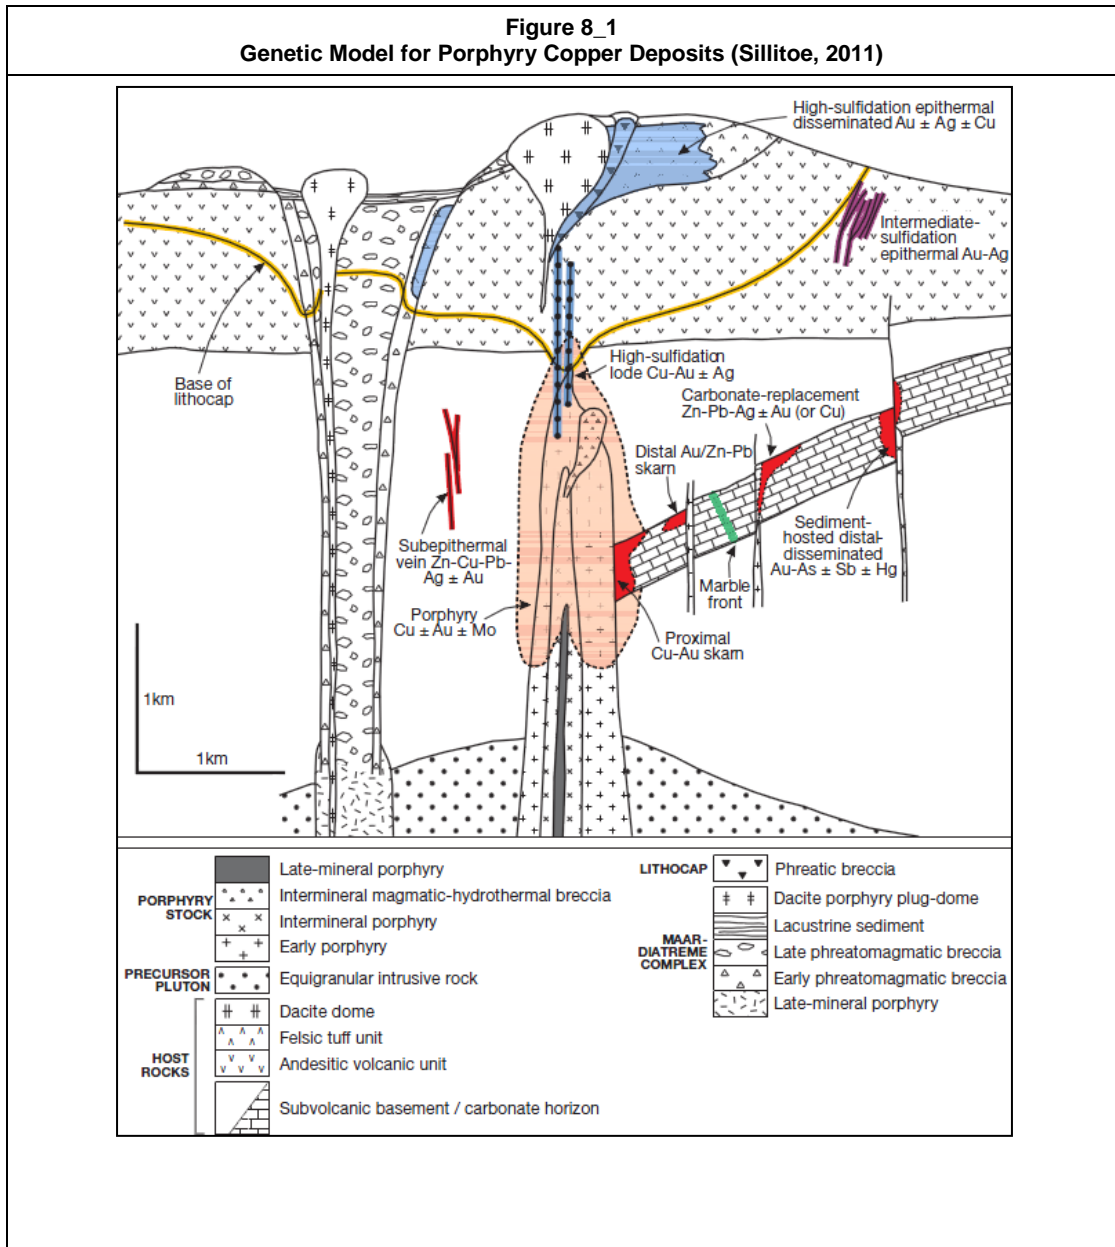 Figure 8_1
Genetic Model for Porphyry Copper Deposits (Sillitoe, 2011)
High-sulfidation epithermal
disseminated Au ± Ag ± Cu
Intermediate-
sulfidation
epithermal Au-Ag
Base of
lithocap
High-sulfidation
lode Cu-Au ± Ag
Carbonate-replacement
Zn-Pb-Ag ± Au (or Cu)
Distal Au/Zn-Pb
skarn
Subepithermal
vein Zn-Cu-Pb-
Ag ± Au
Sediment-
hosted distal-
disseminated
Au-As ± Sb ± Hg
Marble
front
Porphyry
Cu ± Au ± Mo
Proximal
Cu-Au skarn
1km
1km
PORPHYRY
STOCK
Late-mineral porphyry
Intermineral magmatic-hydrothermal breccia
Intermineral porphyry
Early porphyry
PRECURSOR
PLUTON
Equigranular intrusive rock
HOST
ROCKS
Dacite dome
Felsic tuff unit
Andesitic volcanic unit
Subvolcanic basement / carbonate horizon
LITHOCAP
Phreatic breccia
MAAR-
DIATREME
COMPLEX
Dacite porphyry plug-dome
Lacustrine sediment
Late phreatomagmatic breccia
Early phreatomagmatic breccia
Late-mineral porphyry